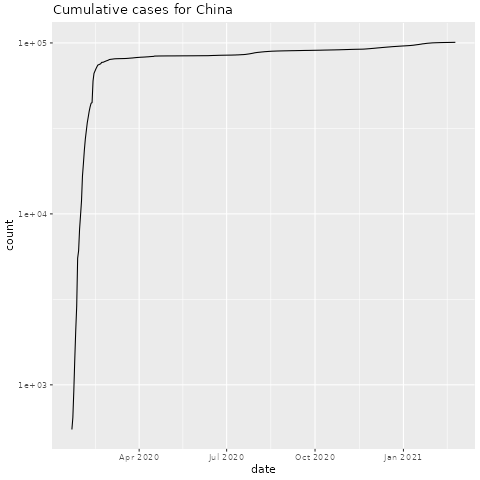 Cumulative cases for China
count
1e+05
1e+04
1e+03
Apr 2020 Jul 2020 Oct 2020 Jan 2021
date